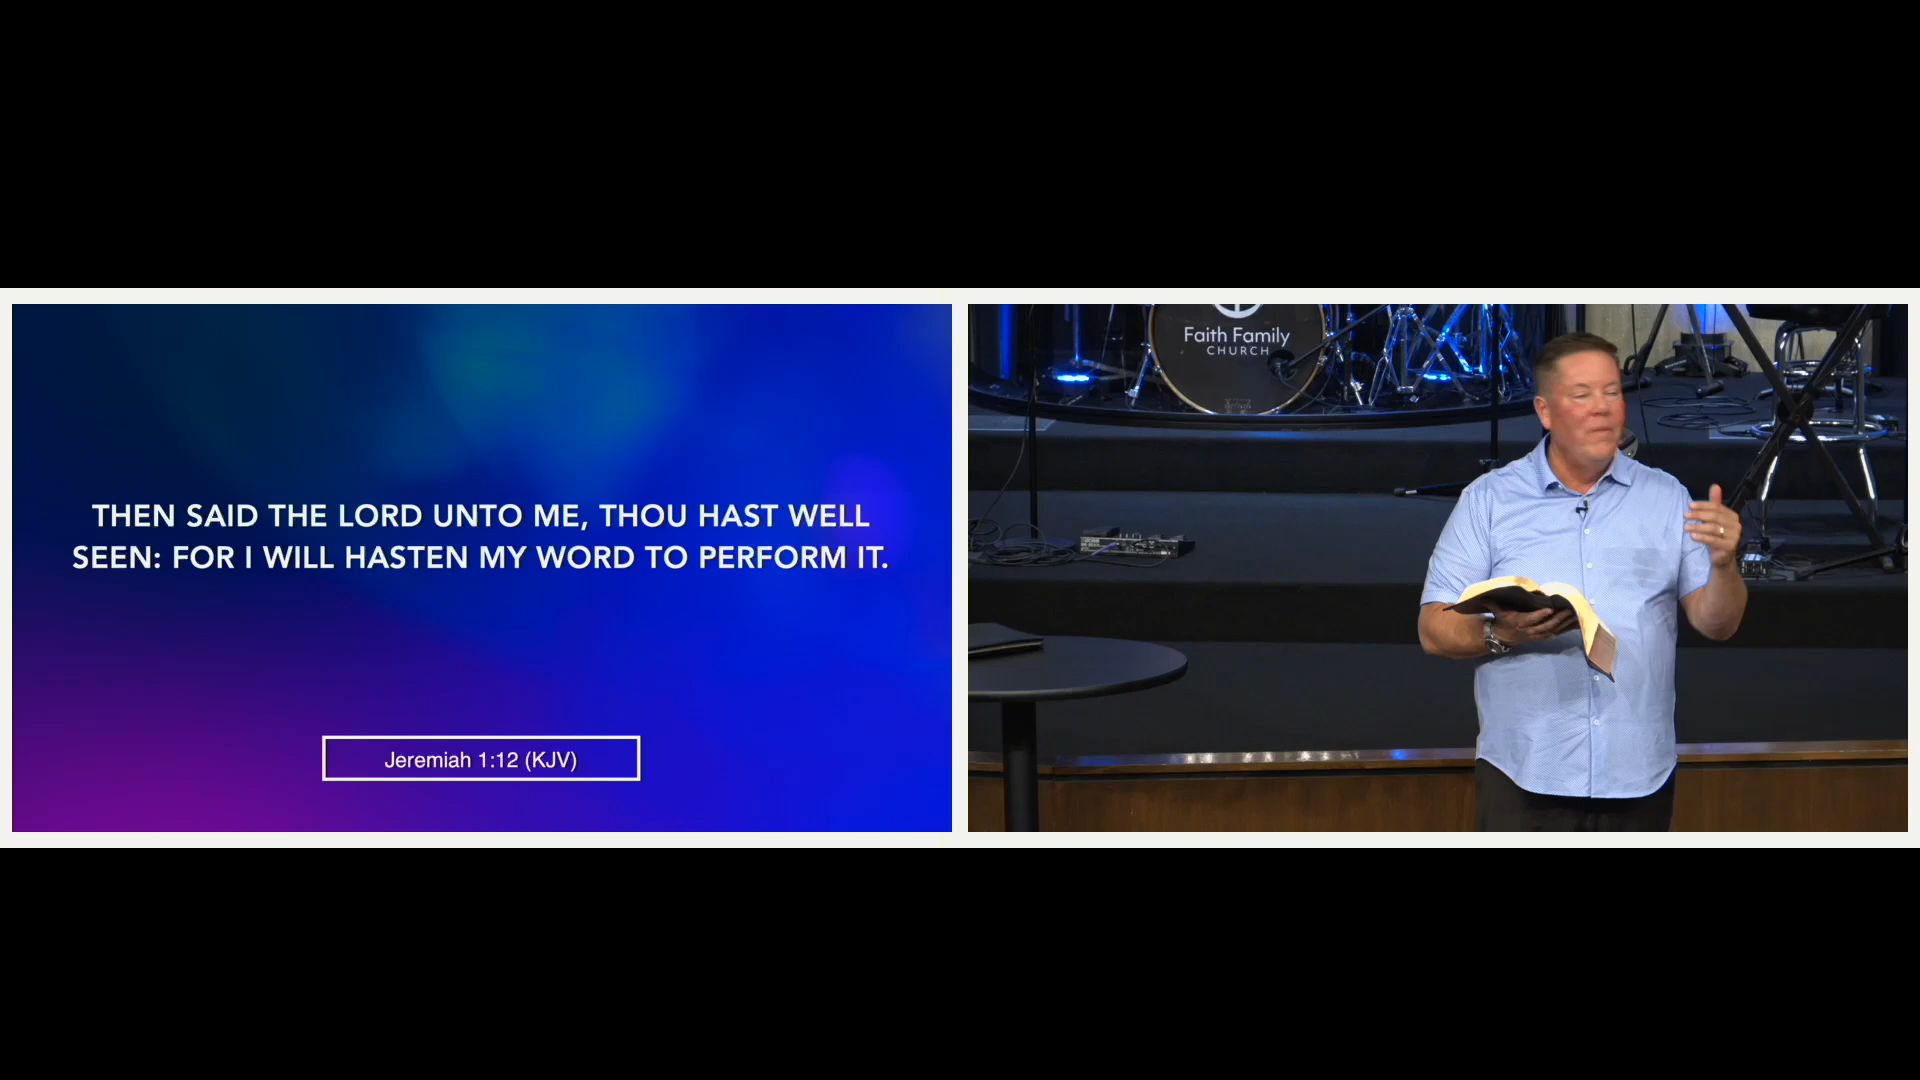 THEN SAID THE LORD UNTO ME, THOU HAST WELL
SEEN: FOR I WILL HASTEN MY WORD TO PERFORM IT.
Jeremiah 1:12 (KJV)
Faith Family
CHURCH